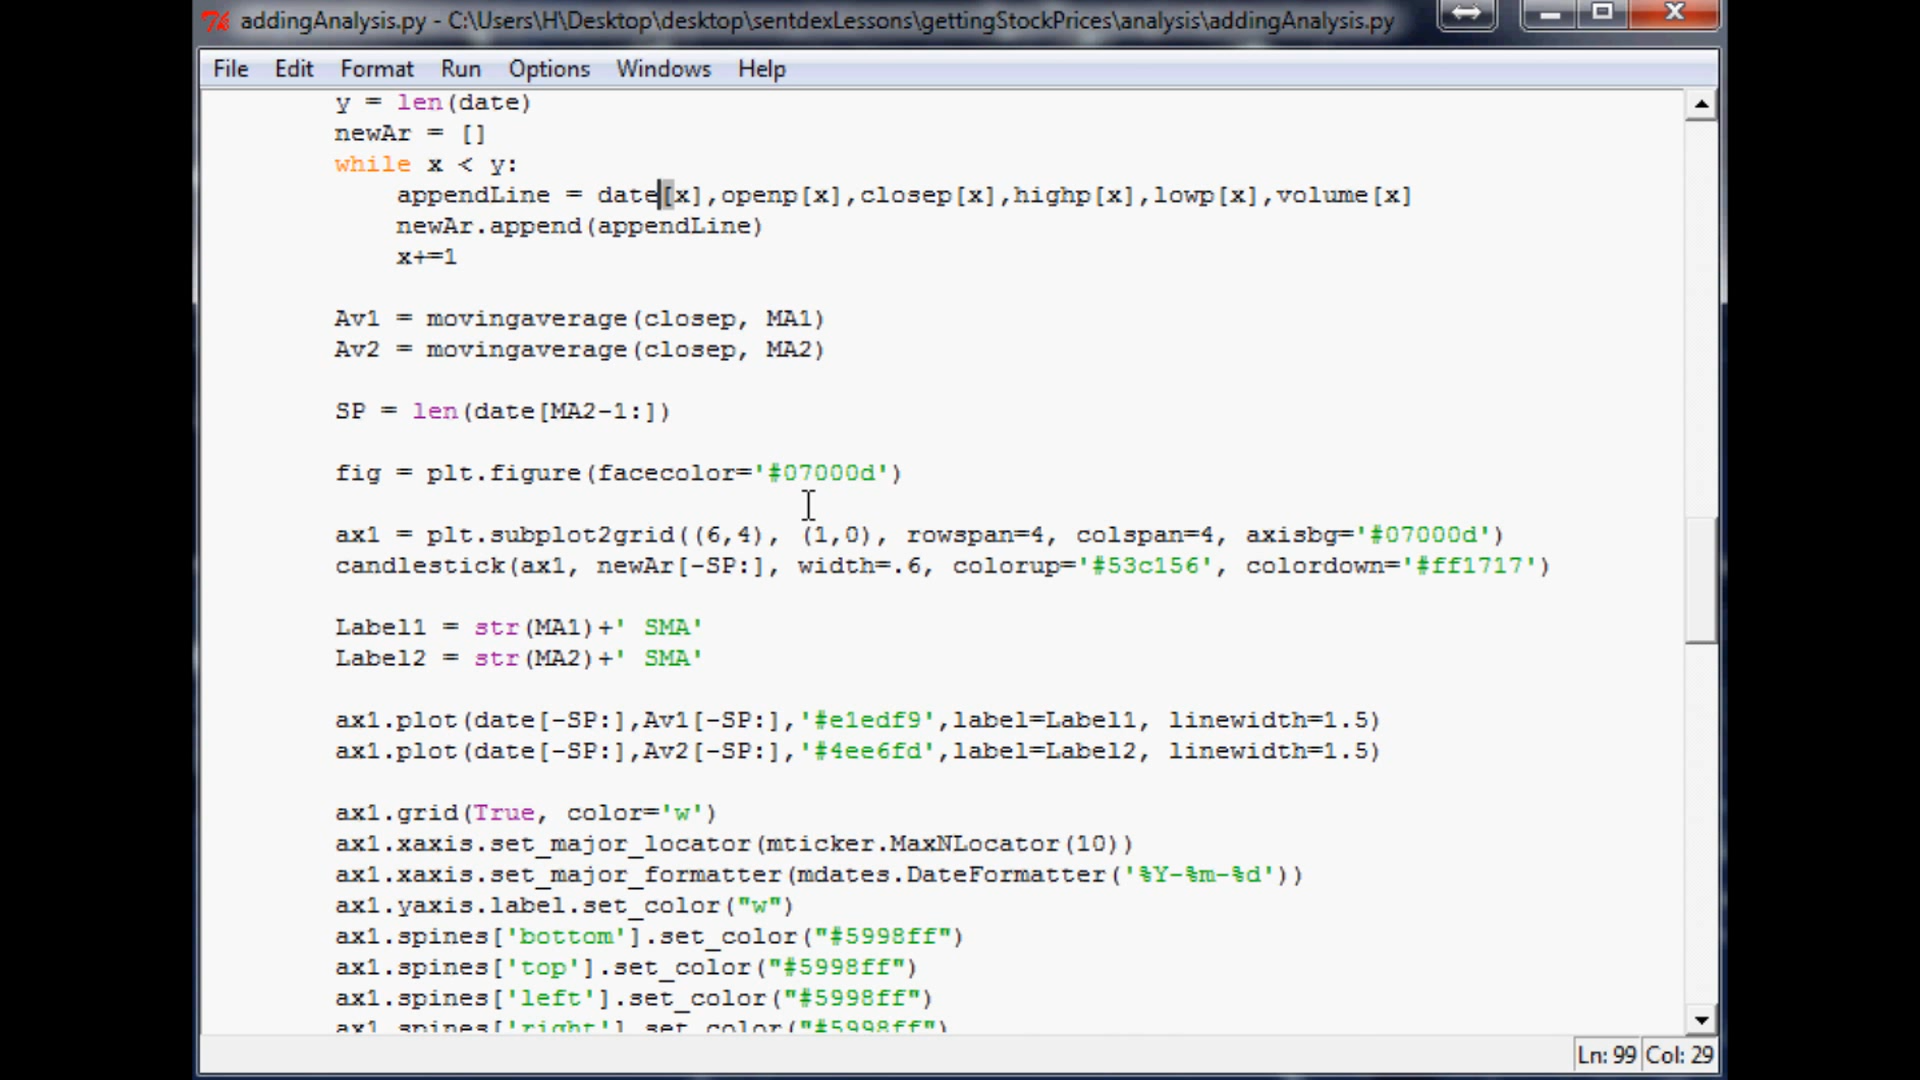 addingAnalysis.py - C:\Users\H\Desktop\desktop\sentdexLessons\gettingStockPrices\analysis\addingAnalysis.py
File Edit Format Run Options Windows Help
y = len(date)
newAr = []
while x < y:
appendLine = date[x],openp[x],closep[x],highp[x],lowp[x],volume[x]
newAr.append(appendLine)
x+=1
Av1 = movingaverage(closep, MA1)
Av2 = movingaverage(closep, MA2)
SP = len(date[MA2-1:])
fig = plt.figure(facecolor='#07000d')
ax1 = plt.subplot2grid((6,4), (1,0), rowspan=4, colspan=4, axisbg='#07000d')
candlestick(ax1, newAr[-SP:], width=.6, colorup='#53c156', colordown='#ff1717')
Label1 = str(MA1)+' SMA'
Label2 = str(MA2)+' SMA'
ax1.plot(date[-SP:],Av1[-SP:],'#e1edf9',label=Label1, linewidth=1.5)
ax1.plot(date[-SP:],Av2[-SP:],'#4ee6fd',label=Label2, linewidth=1.5)
ax1.grid(True, color='w')
ax1.xaxis.set_major_locator(mticker.MaxNLocator(10))
ax1.xaxis.set_major_formatter(mdates.DateFormatter('%Y-%m-%d'))
ax1.yaxis.label.set_color("w")
ax1.spines['bottom'].set_color("#5998ff")
ax1.spines['top'].set_color("#5998ff")
ax1.spines['left'].set_color("#5998ff")
ax1.spines['right'].set_color("#5998ff")
Ln: 99 Col: 29